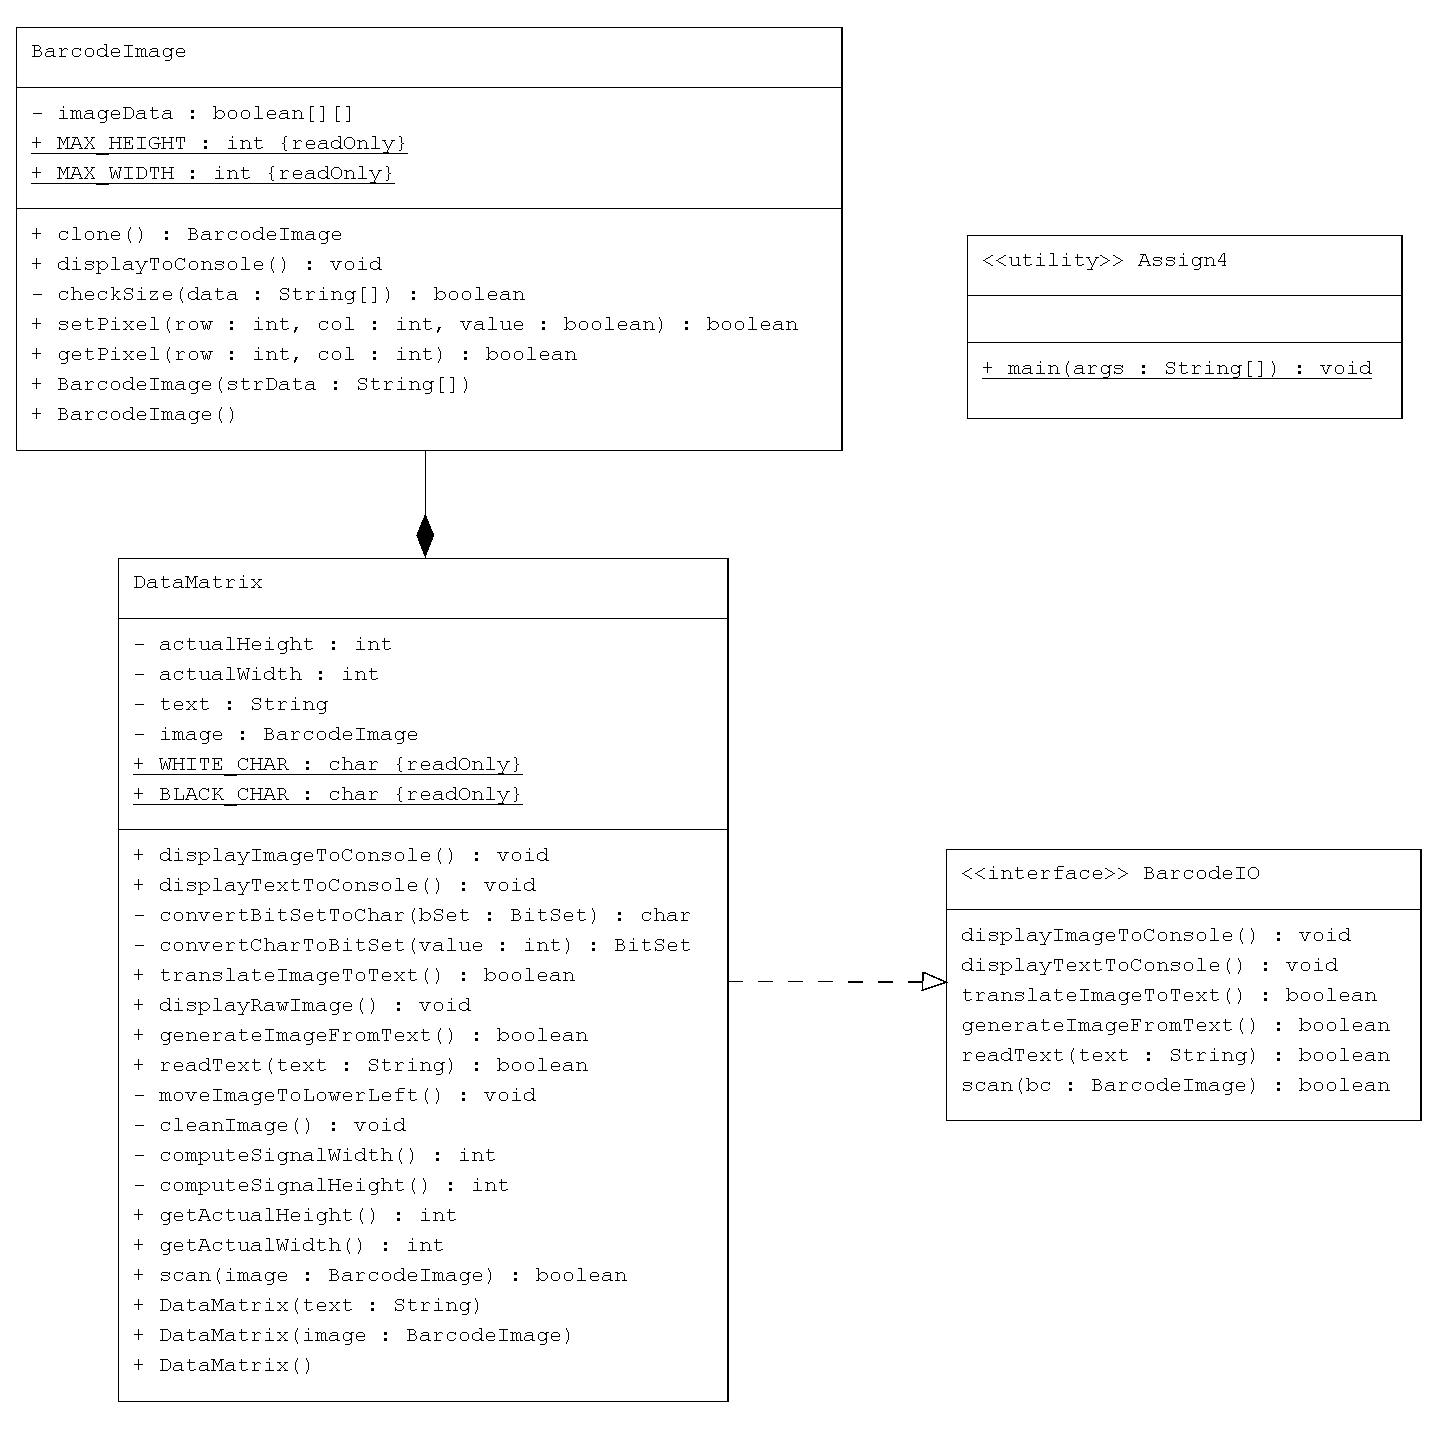 BarcodeImage
- imageData : boolean[][]
+ MAX_HEIGHT : int {readOnly}
+ MAX_WIDTH : int {readOnly}
+ clone() : BarcodeImage
+ displayToConsole() : void
- checkSize(data : String[]) : boolean
+ setPixel(row : int, col : int, value : boolean) : boolean
+ getPixel(row : int, col : int) : boolean
+ BarcodeImage(strData : String[])
+ BarcodeImage()
<<utility>> Assign4
+ main(args : String[]) : void
DataMatrix
- actualHeight : int
- actualWidth : int
- text : String
- image : BarcodeImage
+ WHITE_CHAR : char {readOnly}
+ BLACK_CHAR : char {readOnly}
+ displayImageToConsole() : void
+ displayTextToConsole() : void
- convertBitSetToChar(bSet : BitSet) : char
- convertCharToBitSet(value : int) : BitSet
+ translateImageToText() : boolean
+ displayRawImage() : void
+ generateImageFromText() : boolean
+ readText(text : String) : boolean
- moveImageToLowerLeft() : void
- cleanImage() : void
- computeSignalWidth() : int
- computeSignalHeight() : int
+ getActualHeight() : int
+ getActualWidth() : int
+ scan(image : BarcodeImage) : boolean
+ DataMatrix(text : String)
+ DataMatrix(image : BarcodeImage)
+ DataMatrix()
<<interface>> BarcodeIO
displayImageToConsole() : void
displayTextToConsole() : void
translateImageToText() : boolean
generateImageFromText() : boolean
readText(text : String) : boolean
scan(bc : BarcodeImage) : boolean